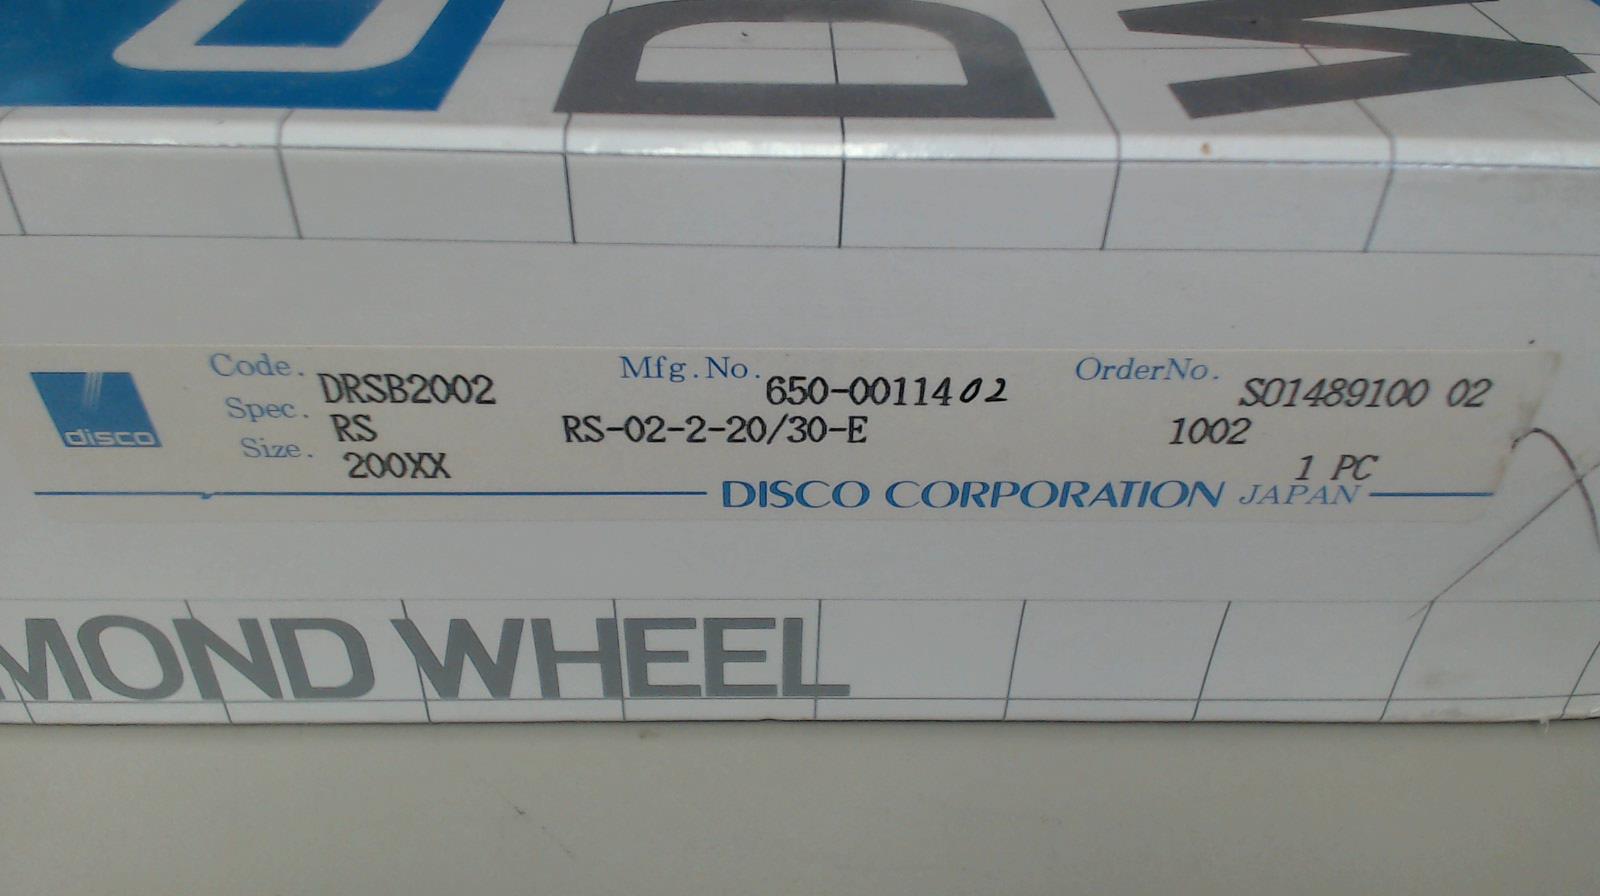 Code. DRSB2002 Mfg.No. 650-0011402 OrderNo. S01489100 02
Spec. RS RS-02-2-20/30-E 1002
Size. 200XX 1 PC
disco
DISCO CORPORATION JAPAN
MOND WHEEL